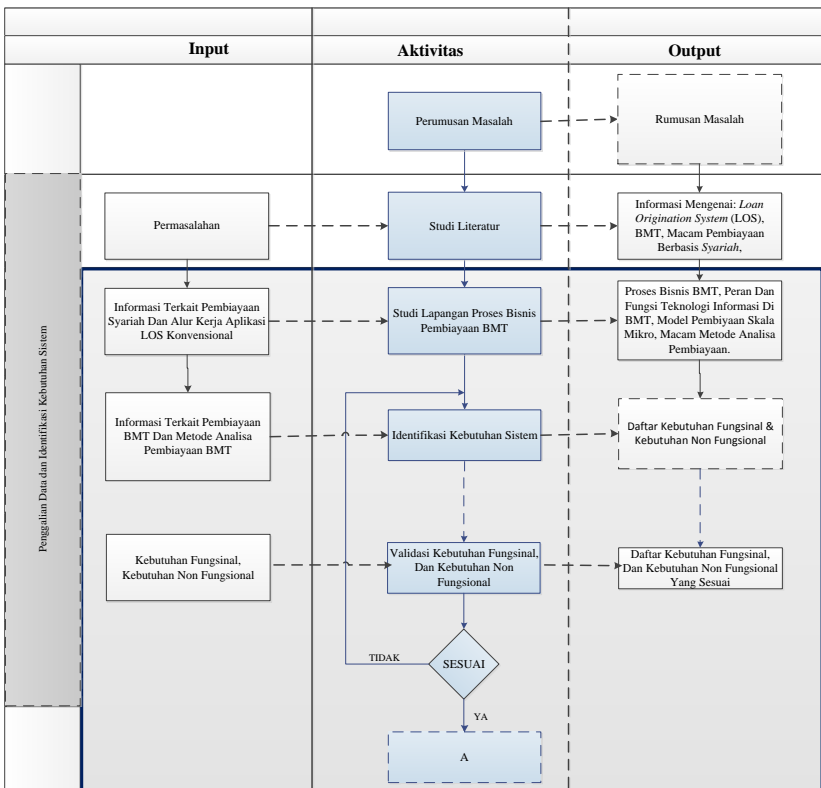 Input
Aktivitas
Output
Perumusan Masalah
Rumusan Masalah
Penggalian Data dan Identifikasi Kebutuhan Sistem
Permasalahan
Studi Literatur
Informasi Mengenai: Loan
Origination System (LOS),
BMT, Macam Pembiayaan
Berbasis Syariah,
Informasi Terkait Pembiayaan
Syariah Dan Alur Kerja Aplikasi
LOS Konvensional
Studi Lapangan Proses Bisnis
Pembiayaan BMT
Proses Bisnis BMT, Peran Dan
Fungsi Teknologi Informasi Di
BMT, Model Pembiyaan Skala
Mikro, Macam Metode Analisa
Pembiayaan.
Informasi Terkait Pembiayaan
BMT Dan Metode Analisa
Pembiayaan BMT
Identifikasi Kebutuhan Sistem
Daftar Kebutuhan Fungsinal &
Kebutuhan Non Fungsional
Kebutuhan Fungsinal,
Kebutuhan Non Fungsional
Validasi Kebutuhan Fungsinal,
Dan Kebutuhan Non
Fungsional
Daftar Kebutuhan Fungsinal,
Dan Kebutuhan Non Fungsional
Yang Sesuai
TIDAK
SESUAI
YA
A